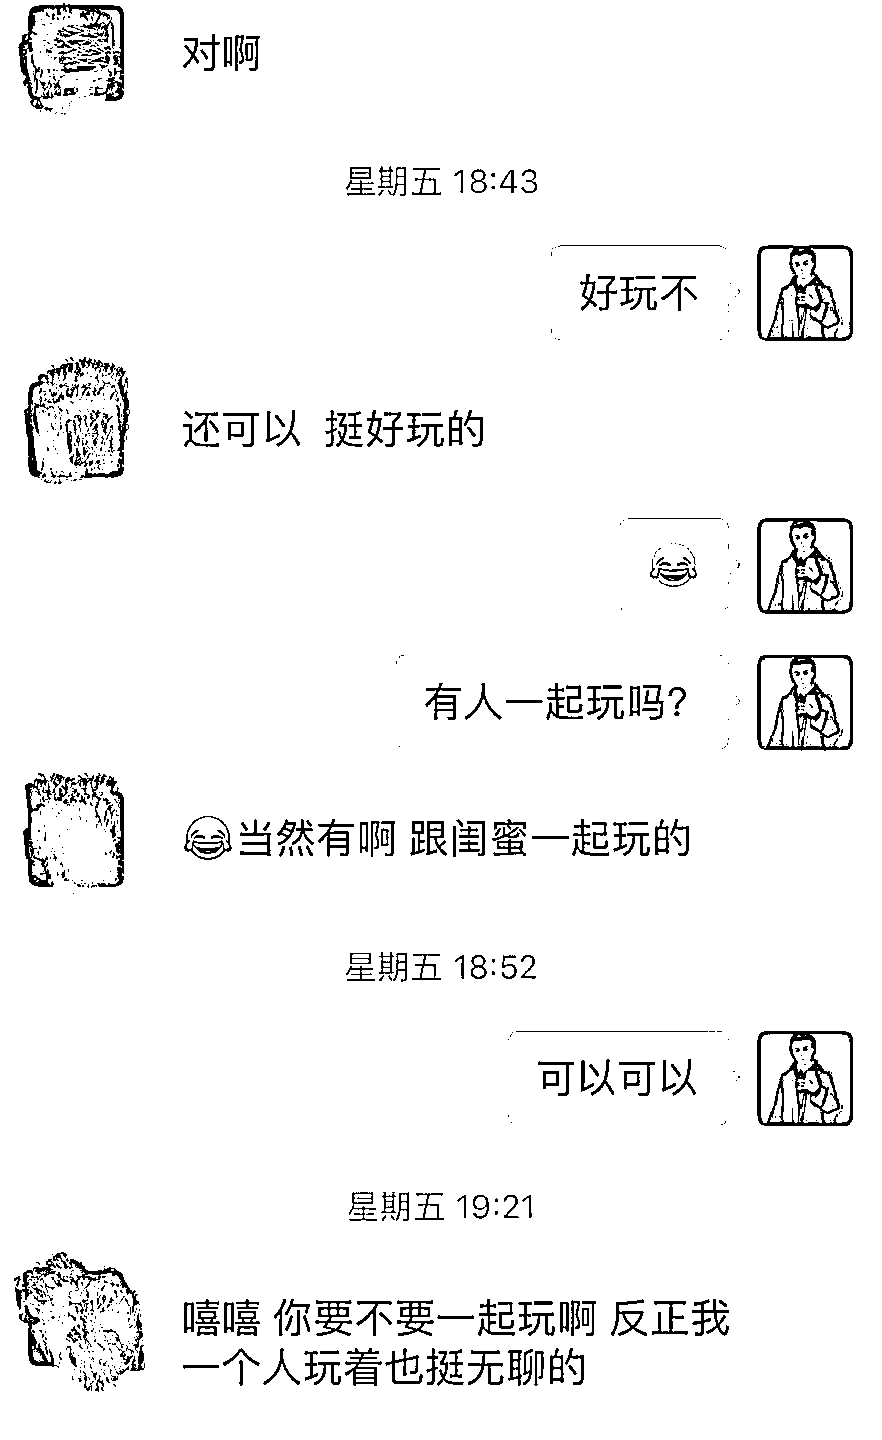 对啊
星期五 18:43
好玩不
还可以 挺好玩的
😂
有人一起玩吗?
😂当然有啊 跟闺蜜一起玩的
星期五 18:52
可以可以
星期五 19:21
嘻嘻 你要不要一起玩啊 反正我
一个人玩着也挺无聊的